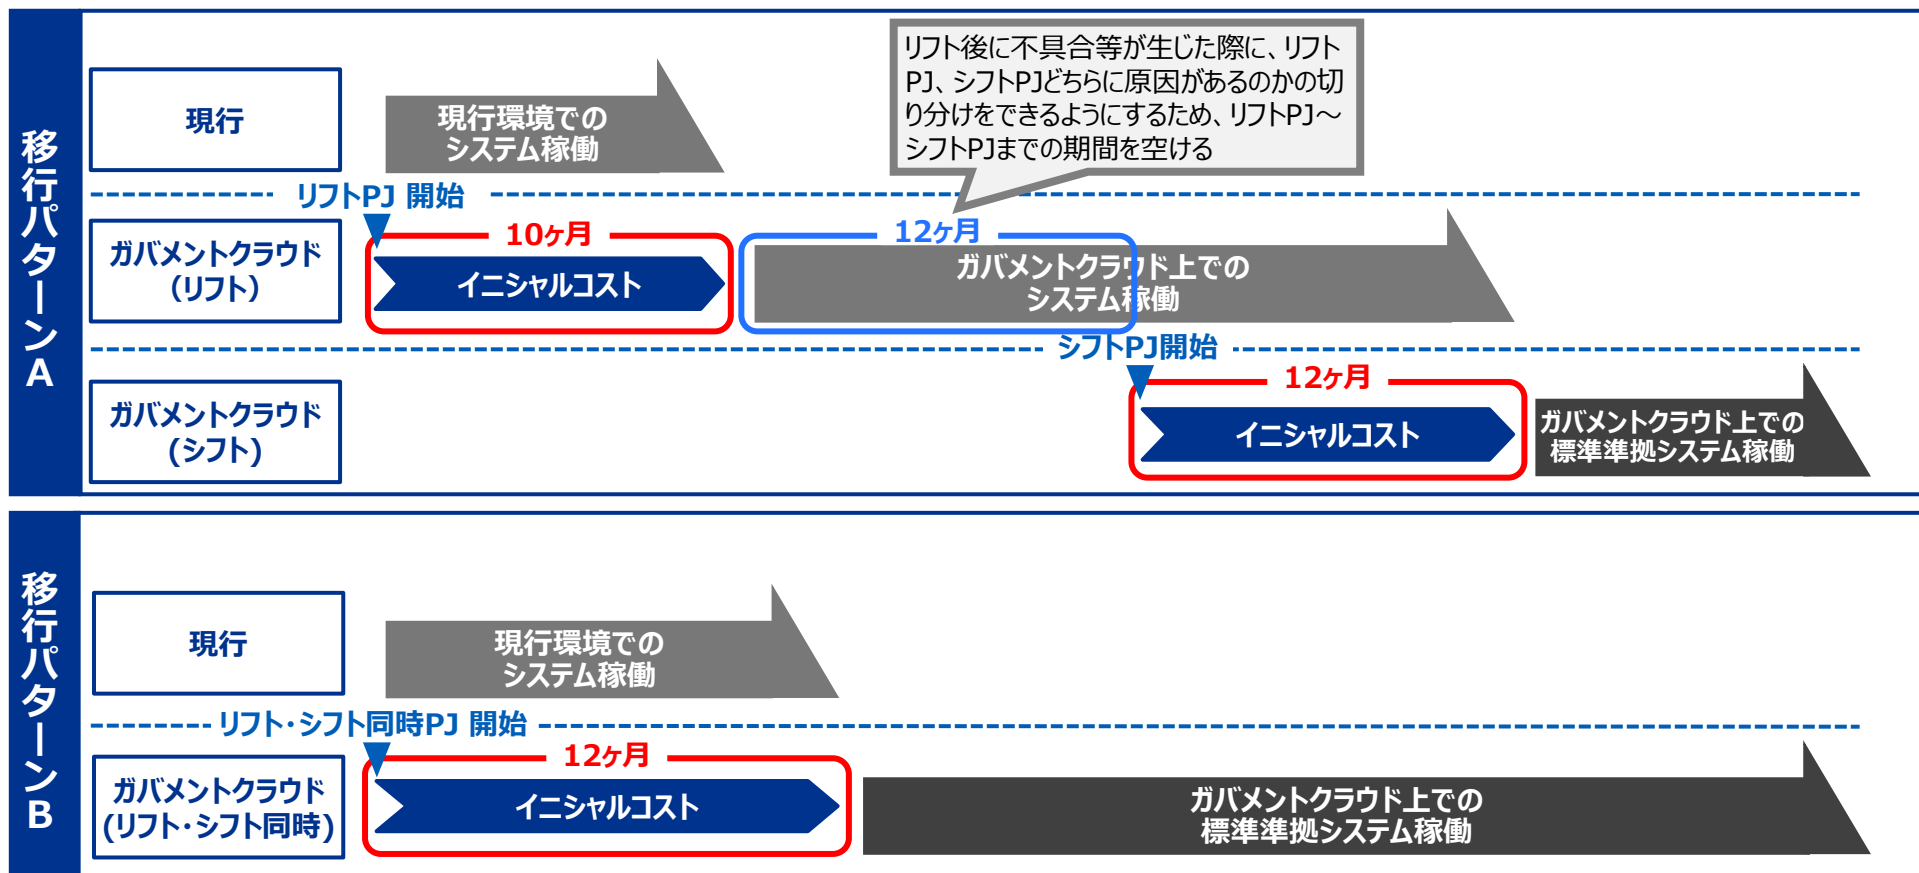 移行パターンA
現行
現行環境での
システム稼働
リフト後に不具合等が生じた際に、リフト
PJ、シフトPJどちらに原因があるのかの切
り分けをできるようにするため、リフトPJ～
シフトPJまでの期間を空ける
リフトPJ 開始
ガバメントクラウド
（リフト）
10ヶ月
イニシャルコスト
12ヶ月
ガバメントクラウド上での
システム稼働
シフトPJ開始
ガバメントクラウド
(シフト)
12ヶ月
イニシャルコスト
ガバメントクラウド上での
標準準拠システム稼働
移行パターンB
現行
現行環境での
システム稼働
リフト・シフト同時PJ 開始
ガバメントクラウド
(リフト・シフト同時)
12ヶ月
イニシャルコスト
ガバメントクラウド上での
標準準拠システム稼働